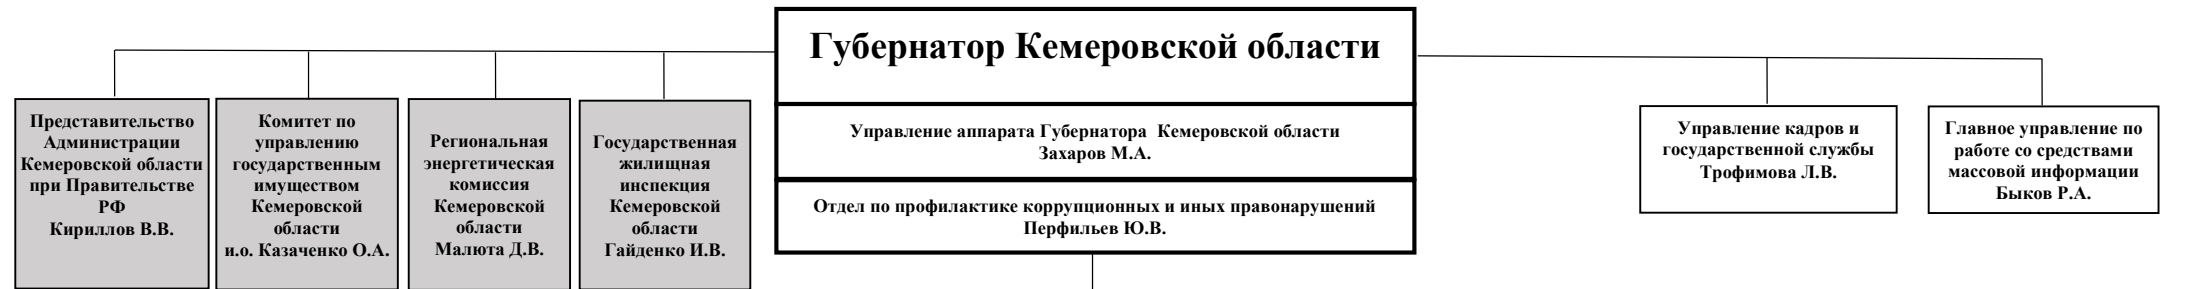 Губернатор Кемеровской области
Управление аппарата Губернатора Кемеровской области
Захаров М.А.
Отдел по профилактике коррупционных и иных правонарушений
Перфильев Ю.В.
Представительство
Администрации
Кемеровской области
при Правительстве
РФ
Кириллов В.В.
Комитет по
управлению
государственным
имуществом
Кемеровской
области
и.о. Казаченко О.А.
Региональная
энергетическая
комиссия
Кемеровской
области
Малюта Д.В.
Государственная
жилищная
инспекция
Кемеровской
области
Гайденко И.В.
Управление кадров и
государственной службы
Трофимова Л.В.
Главное управление по
работе со средствами
массовой информации
Быков Р.А.